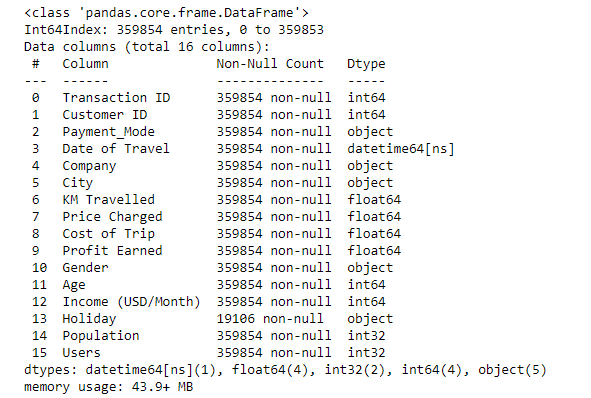 <class 'pandas.core.frame.DataFrame'>
Int64Index: 359854 entries, 0 to 359853
Data columns (total 16 columns):
 #   Column              Non-Null Count   Dtype
---  ------              --------------   -----
 0   Transaction ID      359854 non-null  int64
 1   Customer ID         359854 non-null  int64
 2   Payment_Mode        359854 non-null  object
 3   Date of Travel      359854 non-null  datetime64[ns]
 4   Company             359854 non-null  object
 5   City                359854 non-null  object
 6   KM Travelled        359854 non-null  float64
 7   Price Charged       359854 non-null  float64
 8   Cost of Trip        359854 non-null  float64
 9   Profit Earned       359854 non-null  float64
 10  Gender              359854 non-null  object
 11  Age                 359854 non-null  int64
 12  Income (USD/Month)  359854 non-null  int64
 13  Holiday             19106 non-null   object
 14  Population          359854 non-null  int32
 15  Users               359854 non-null  int32
dtypes: datetime64[ns](1), float64(4), int32(2), int64(4), object(5)
memory usage: 43.9+ MB